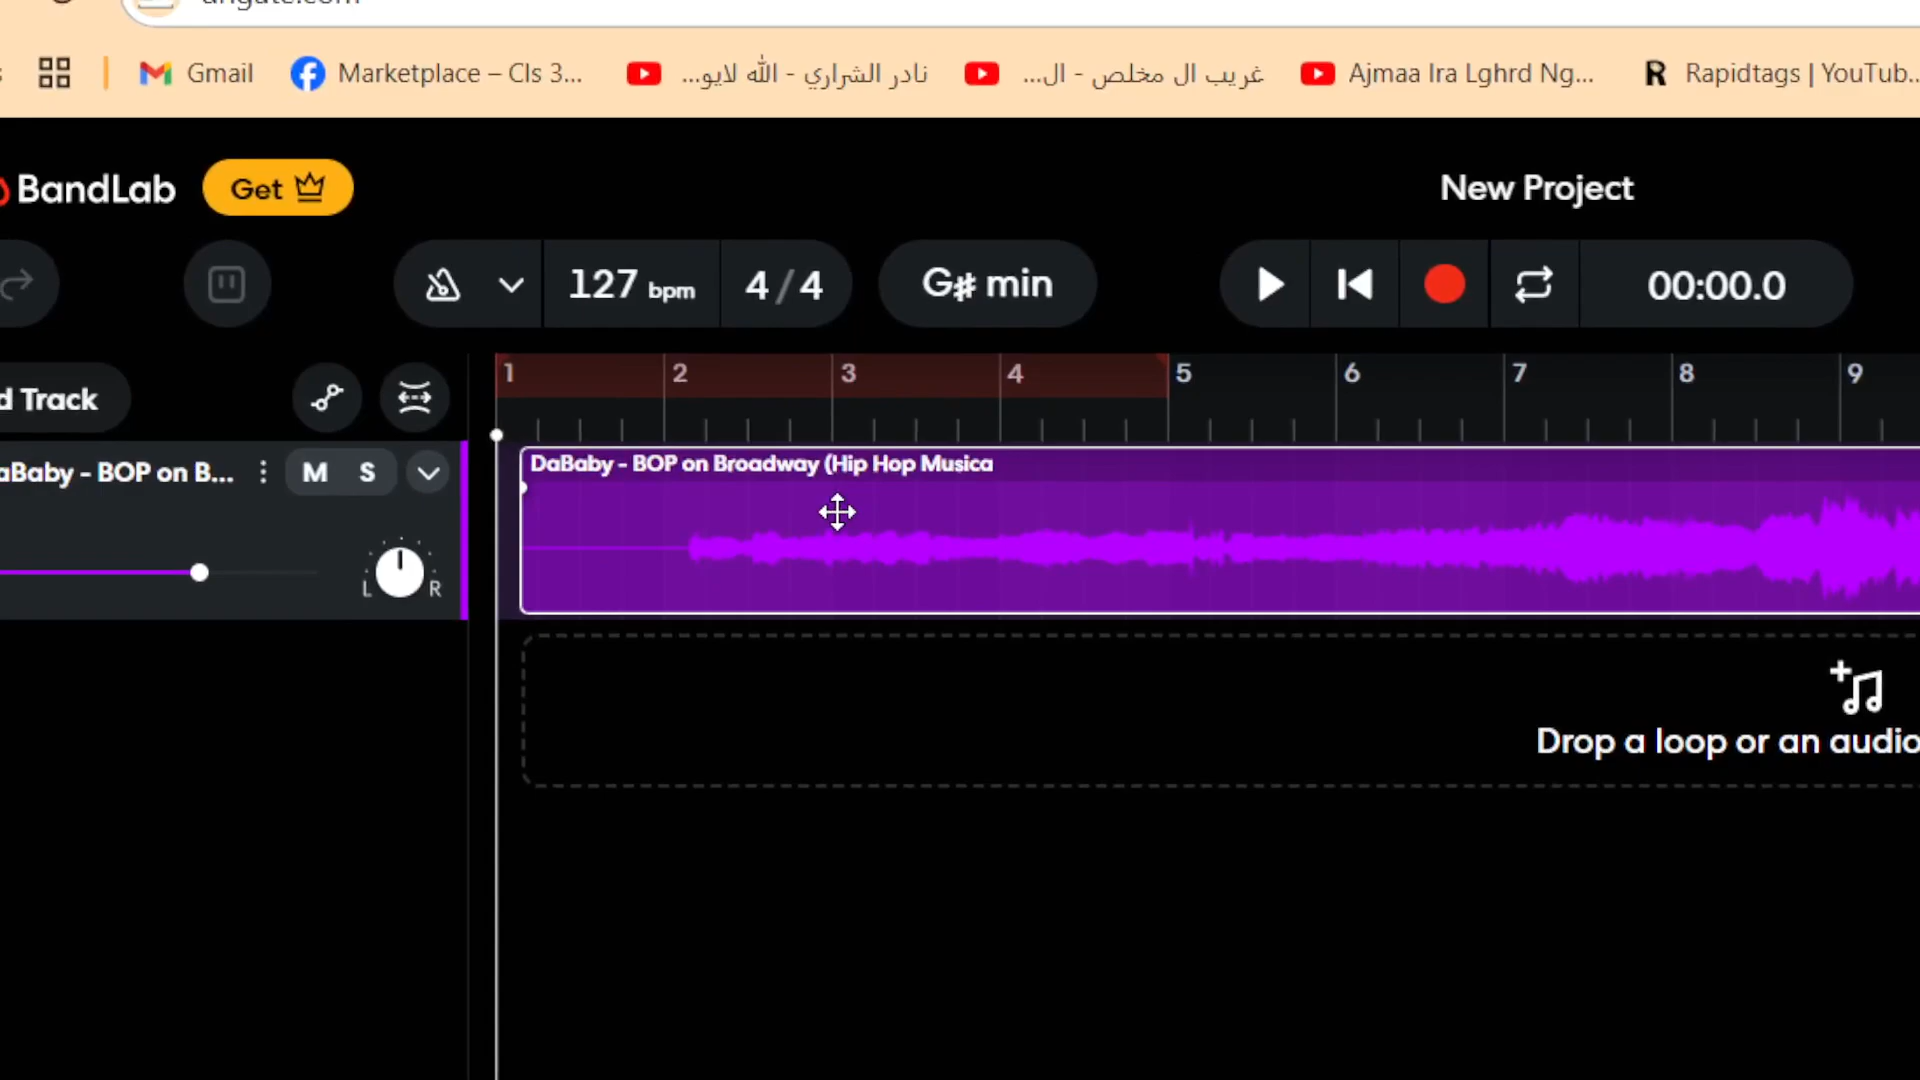 Gmail
Marketplace – Cls 3...
نادر الشراري - الله لايو...
غريب ال مخلص - ال...
Ajmaa Ira Lghrd Ng...
Rapidtags | YouTub...
BandLab
Get
New Project
127 bpm
4/4
G# min
00:00.0
d Track
1 2 3 4 5 6 7 8 9
aBaby - BOP on B...
M S
DaBaby - BOP on Broadway (Hip Hop Musica
L R
Drop a loop or an audio